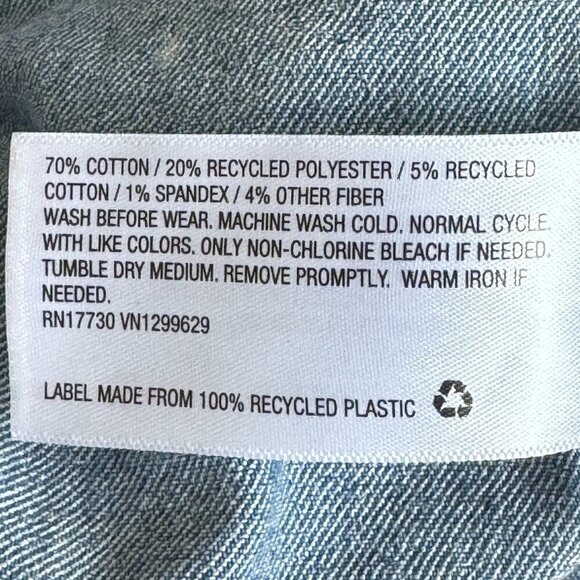 70% COTTON / 20% RECYCLED POLYESTER / 5% RECYCLED
COTTON / 1% SPANDEX / 4% OTHER FIBER
WASH BEFORE WEAR. MACHINE WASH COLD. NORMAL CYCLE.
WITH LIKE COLORS. ONLY NON-CHLORINE BLEACH IF NEEDED.
TUMBLE DRY MEDIUM. REMOVE PROMPTLY. WARM IRON IF
NEEDED.
RN17730 VN1299629
LABEL MADE FROM 100% RECYCLED PLASTIC